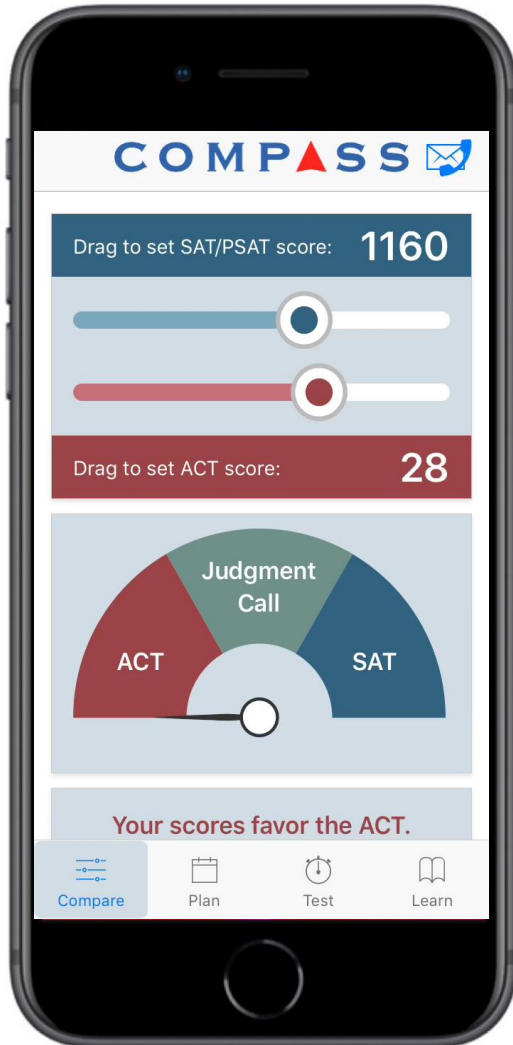 COMPASS
Drag to set SAT/PSAT score: 1160
Drag to set ACT score: 28
Judgment
Call
ACT SAT
Your scores favor the ACT.
Compare Plan Test Learn